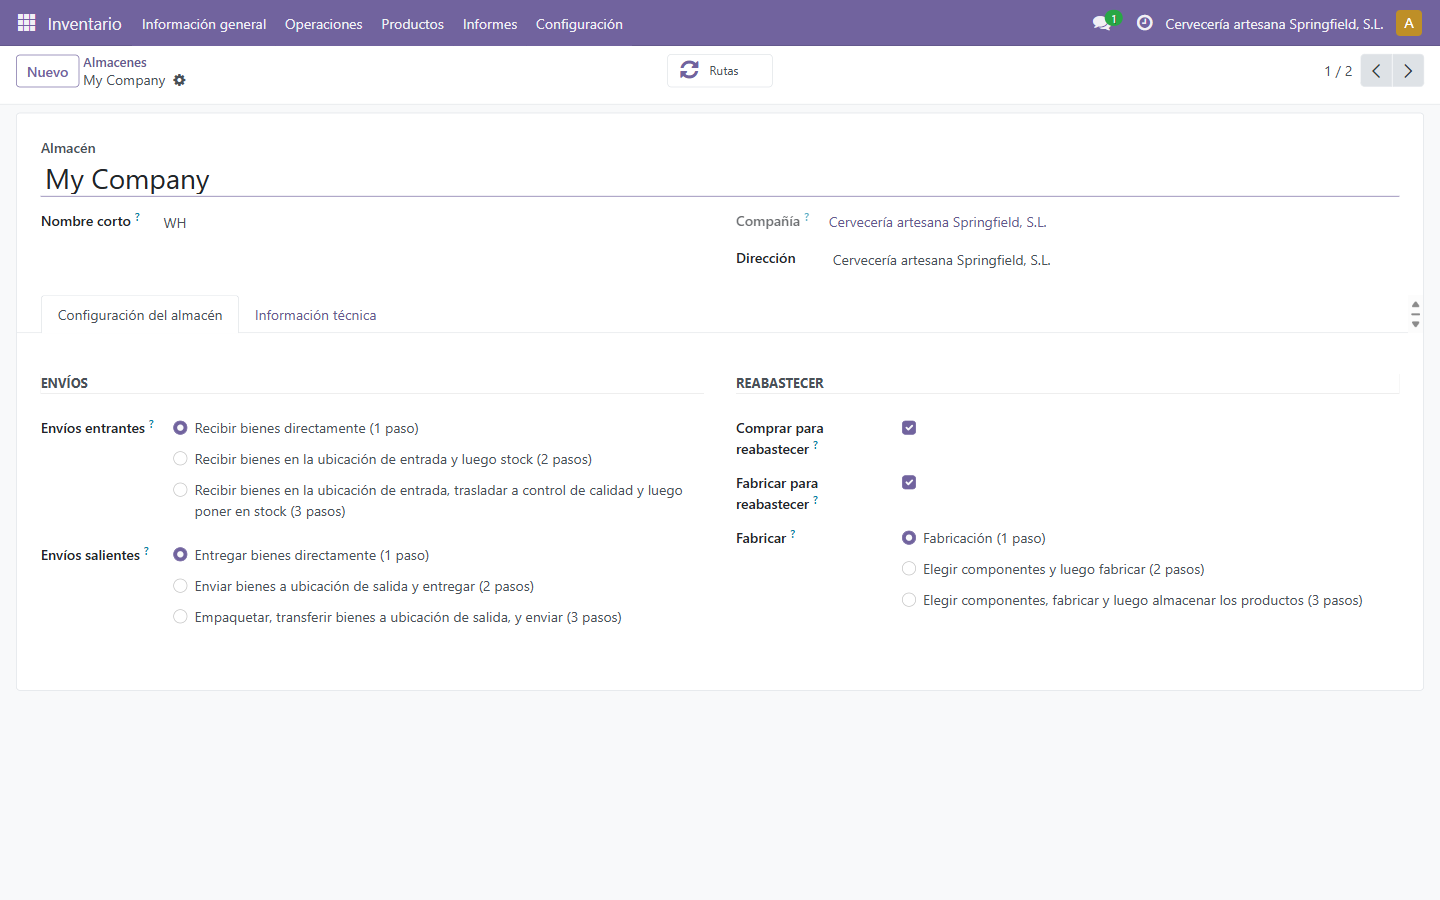 Inventario
Información general
Operaciones
Productos
Informes
Configuración
1
Cervecería artesana Springfield, S.L.
A
Nuevo
Almacenes
My Company
Rutas
1 / 2
Almacén
My Company
Nombre corto ?
WH
Compañía ?
Cervecería artesana Springfield, S.L.
Dirección
Cervecería artesana Springfield, S.L.
Configuración del almacén
Información técnica
ENVÍOS
Envíos entrantes ?
Recibir bienes directamente (1 paso)
Recibir bienes en la ubicación de entrada y luego stock (2 pasos)
Recibir bienes en la ubicación de entrada, trasladar a control de calidad y luego
poner en stock (3 pasos)
Envíos salientes ?
Entregar bienes directamente (1 paso)
Enviar bienes a ubicación de salida y entregar (2 pasos)
Empaquetar, transferir bienes a ubicación de salida, y enviar (3 pasos)
REABASTECER
Comprar para
reabastecer ?
Fabricar para
reabastecer ?
Fabricar ?
Fabricación (1 paso)
Elegir componentes y luego fabricar (2 pasos)
Elegir componentes, fabricar y luego almacenar los productos (3 pasos)